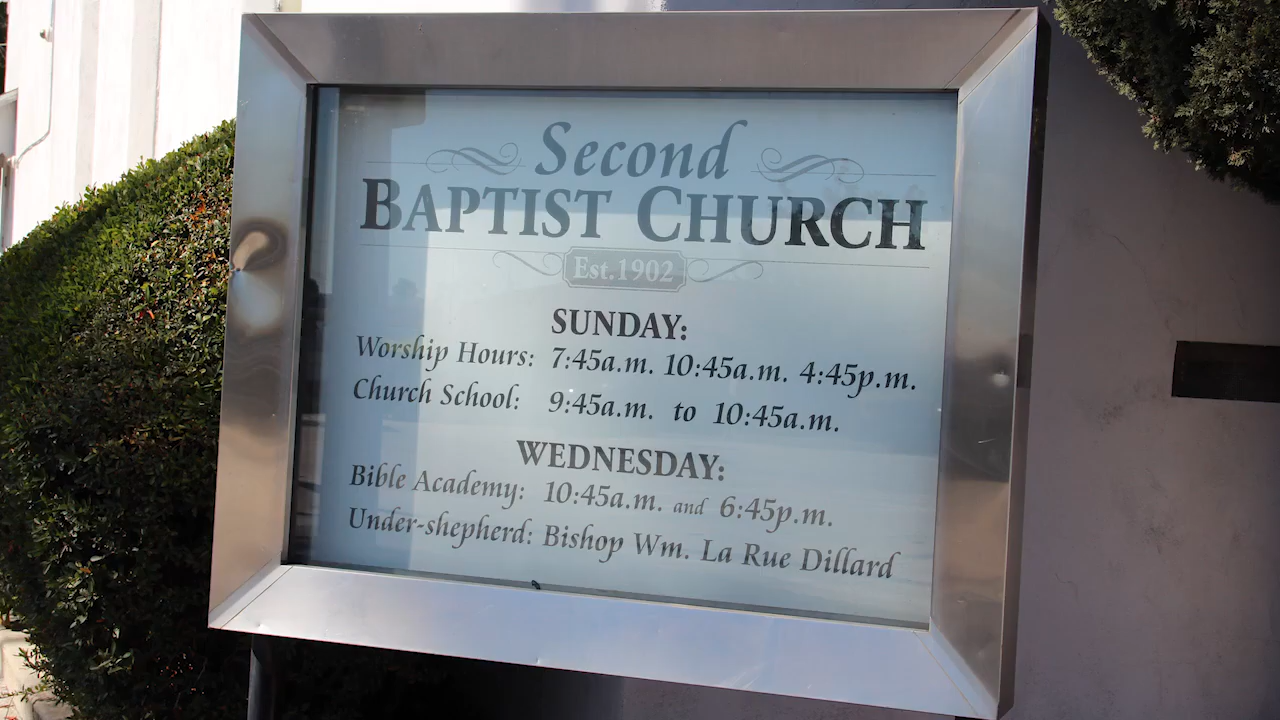 Second
BAPTIST CHURCH
Est.1902
SUNDAY:
Worship Hours: 7:45a.m. 10:45a.m. 4:45p.m.
Church School: 9:45a.m. to 10:45a.m.
WEDNESDAY:
Bible Academy: 10:45a.m. and 6:45p.m.
Under-shepherd: Bishop Wm. La Rue Dillard